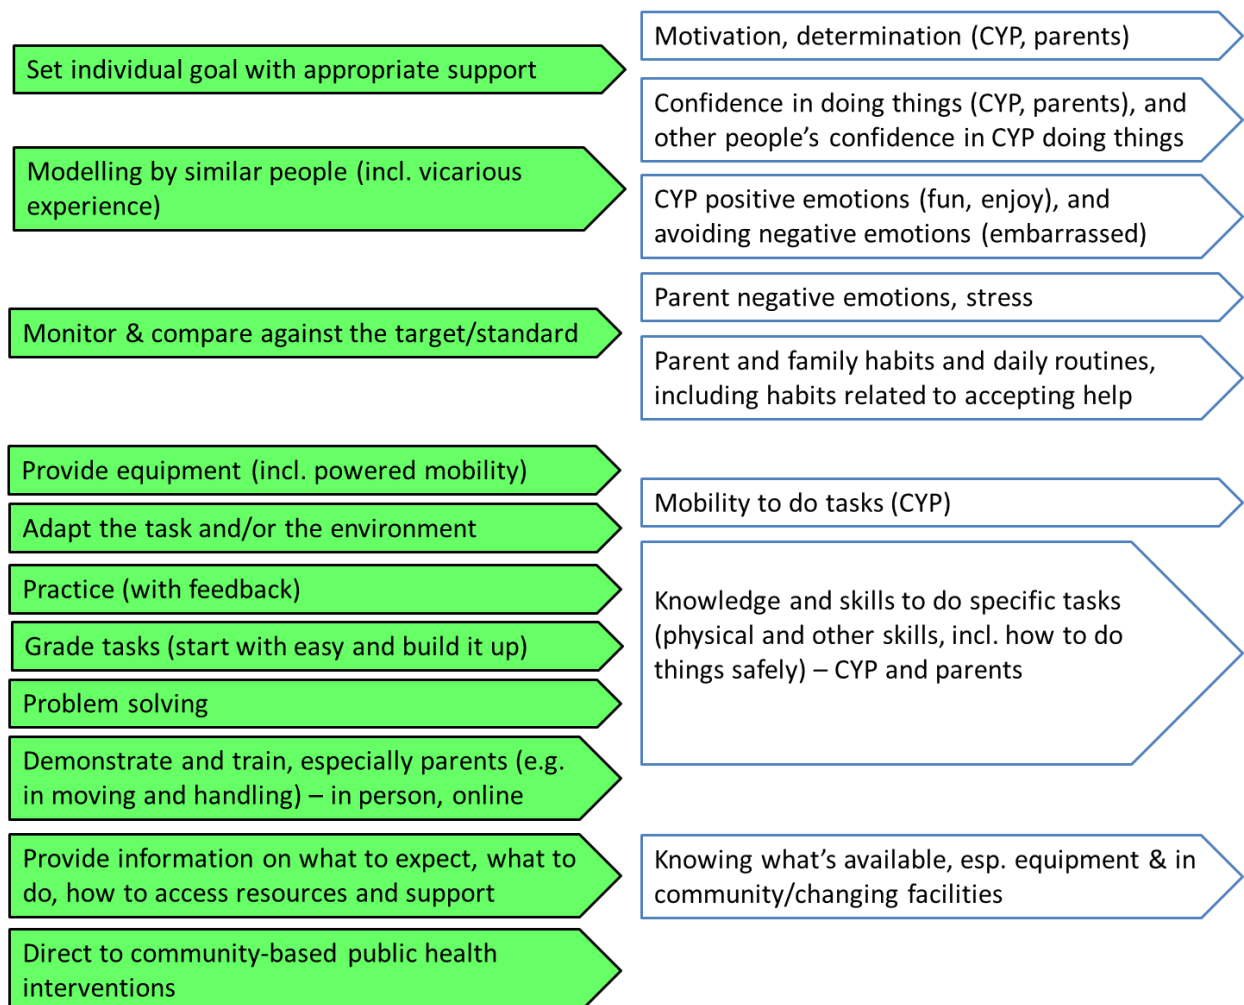 Set individual goal with appropriate support
Modelling by similar people (incl. vicarious
experience)
Monitor & compare against the target/standard
Provide equipment (incl. powered mobility)
Adapt the task and/or the environment
Practice (with feedback)
Grade tasks (start with easy and build it up)
Problem solving
Demonstrate and train, especially parents (e.g.
in moving and handling) – in person, online
Provide information on what to expect, what to
do, how to access resources and support
Direct to community-based public health
interventions
Motivation, determination (CYP, parents)
Confidence in doing things (CYP, parents), and
other people’s confidence in CYP doing things
CYP positive emotions (fun, enjoy), and
avoiding negative emotions (embarrassed)
Parent negative emotions, stress
Parent and family habits and daily routines,
including habits related to accepting help
Mobility to do tasks (CYP)
Knowledge and skills to do specific tasks
(physical and other skills, incl. how to do
things safely) – CYP and parents
Knowing what’s available, esp. equipment & in
community/changing facilities